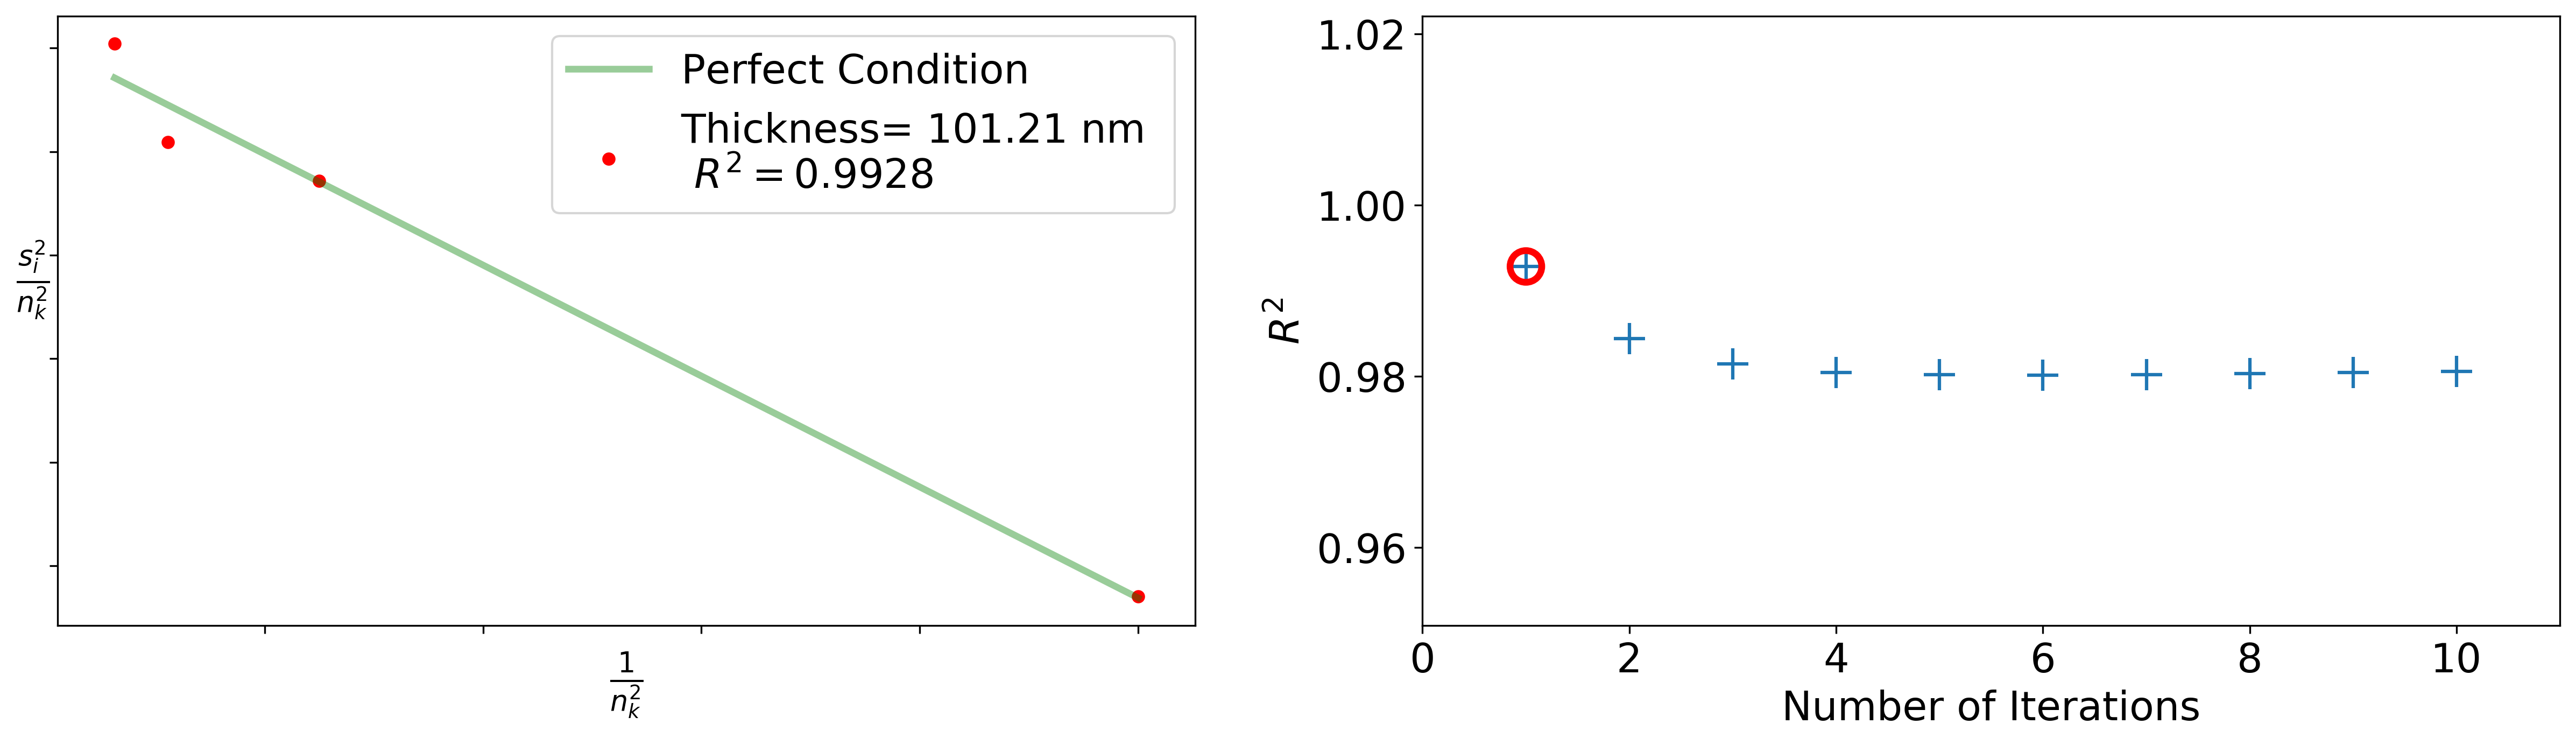 Perfect Condition
Thickness= 101.21 nm
R² = 0.9928
s_i²/n_k²
1/n_k²
1.02
1.00
0.98
0.96
R²
0 2 4 6 8 10
Number of Iterations